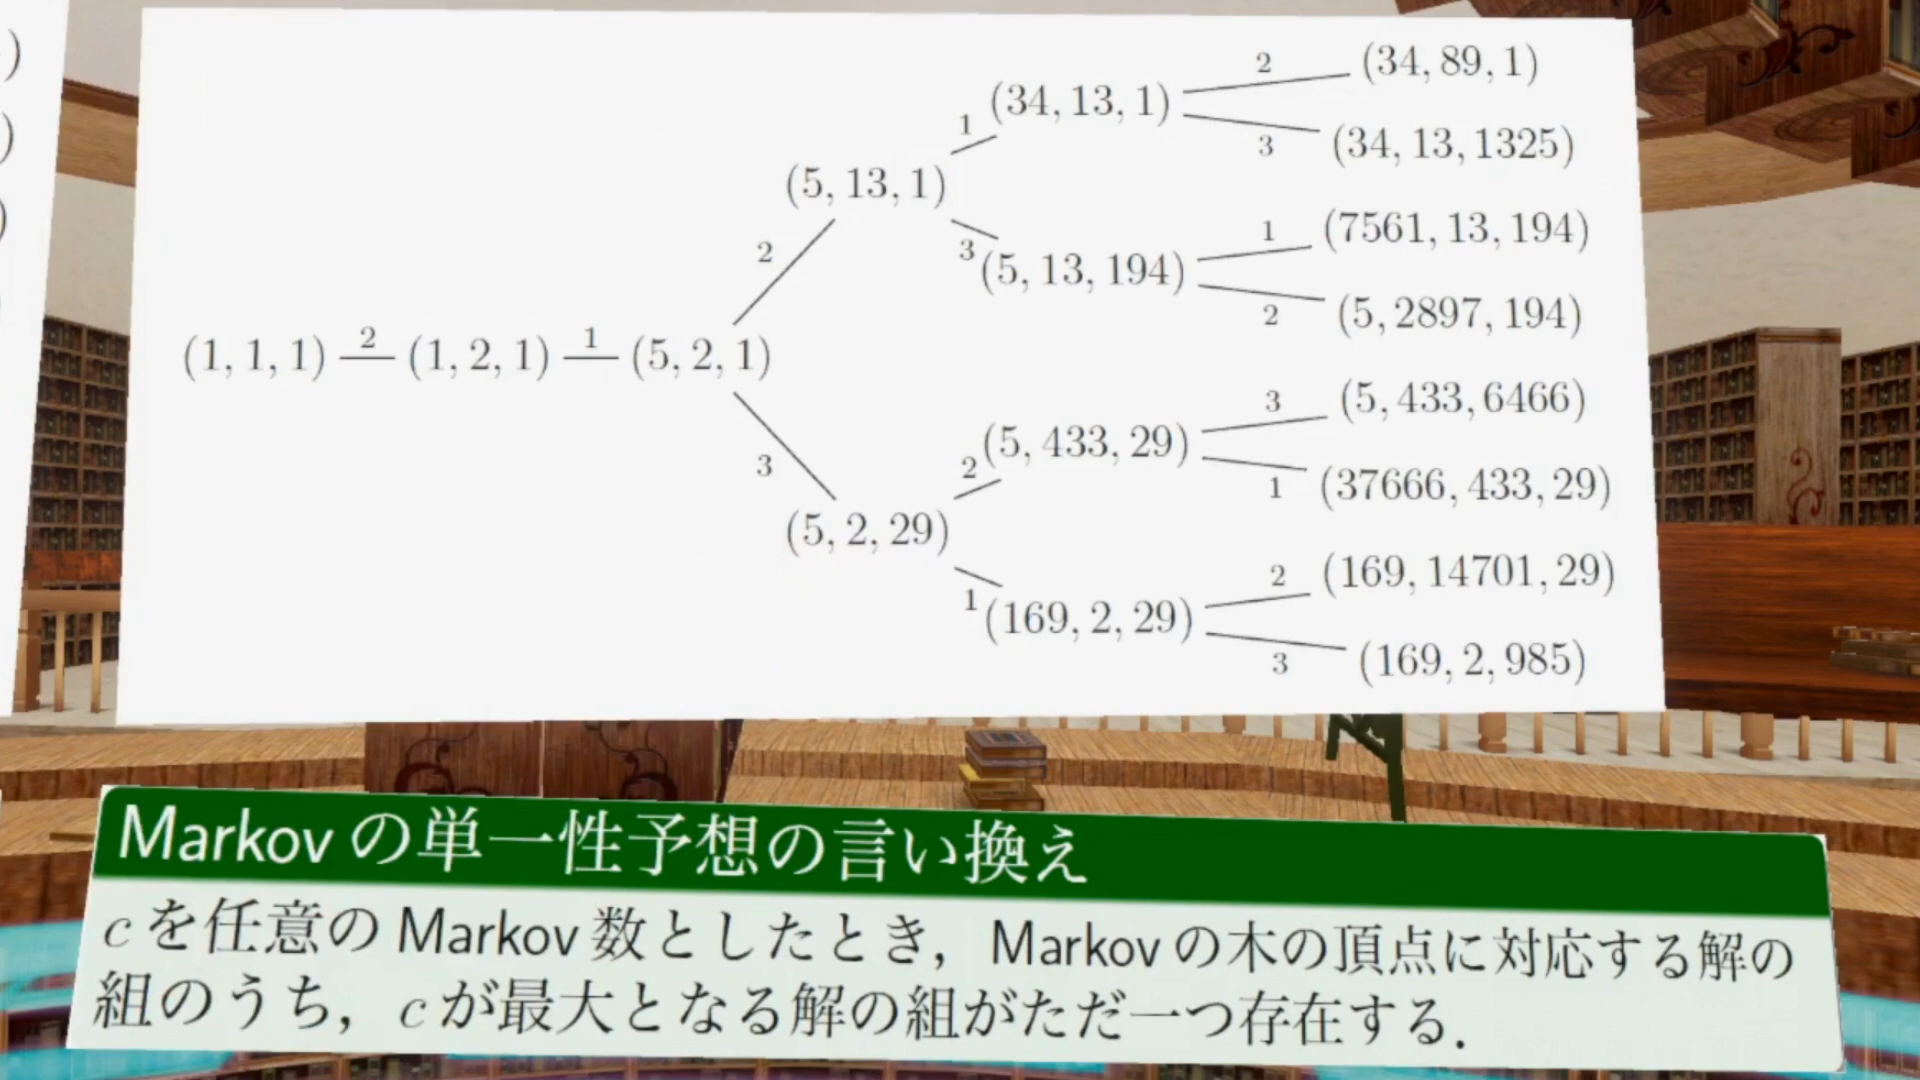 2
(34, 89, 1)
(34, 13, 1)
1
3
(34, 13, 1325)
(5, 13, 1)
2
3
(5, 13, 194)
1
(7561, 13, 194)
2
(5, 2897, 194)
(1, 1, 1) 2 (1, 2, 1) 1 (5, 2, 1)
3
(5, 433, 6466)
(5, 433, 29)
2
1
(37666, 433, 29)
3
(5, 2, 29)
2
(169, 14701, 29)
1
(169, 2, 29)
3
(169, 2, 985)
Markovの単一性予想の言い換え
cを任意のMarkov数としたとき，Markovの木の頂点に対応する解の
組のうち，cが最大となる解の組がただ一つ存在する．